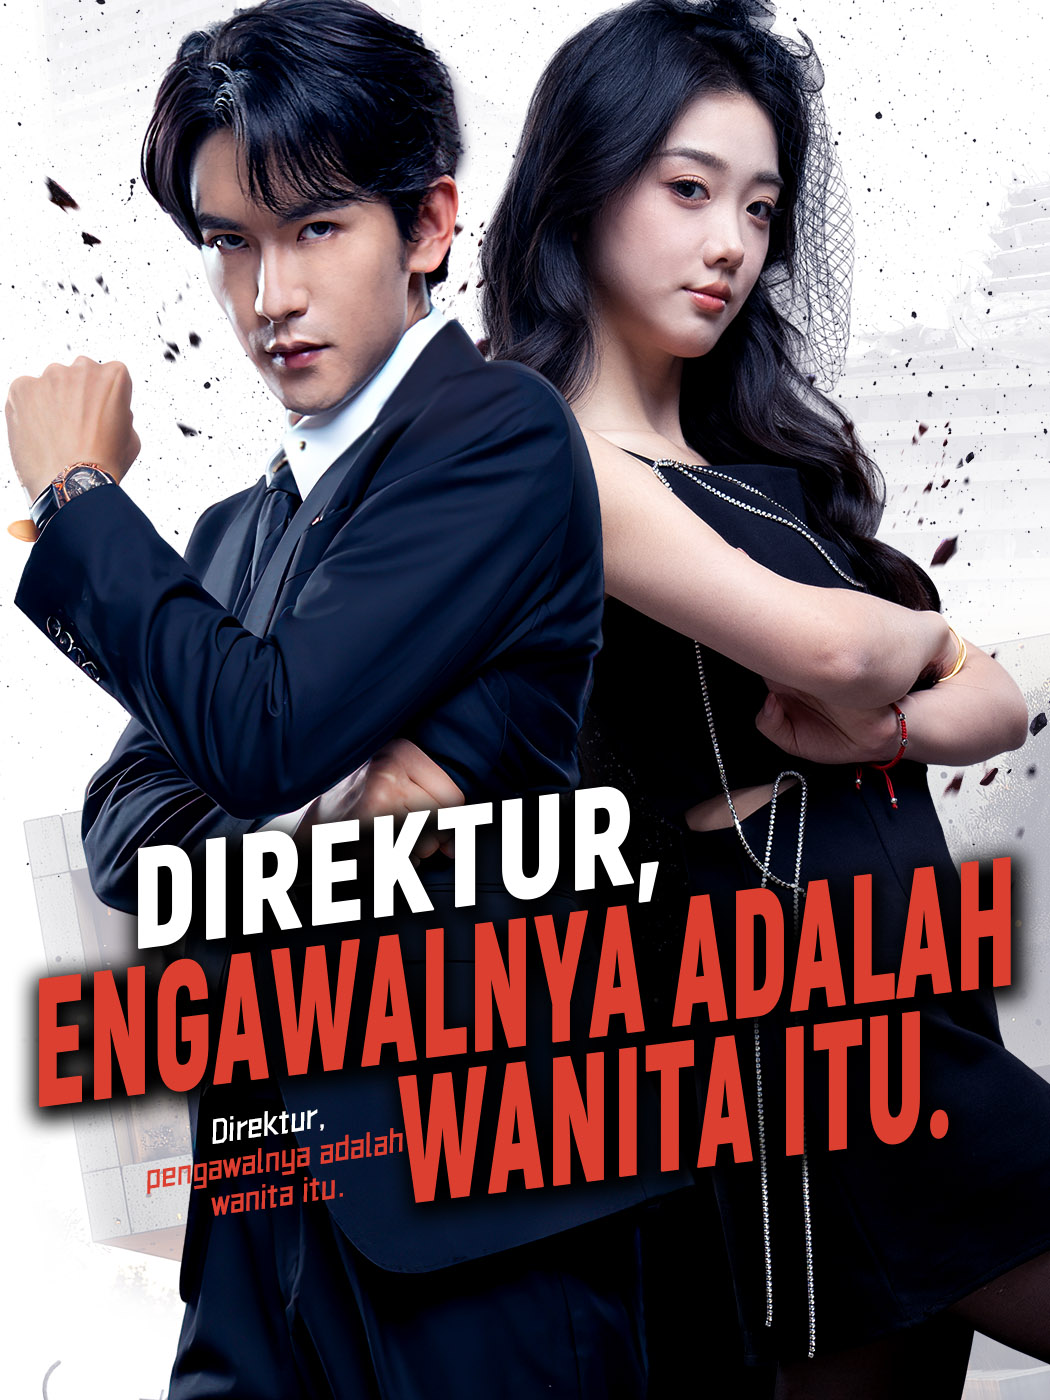 DIREKTUR,
ENGAWALNYA ADALAH
WANITA ITU.
Direktur,
pengawalnya adalah
wanita itu.